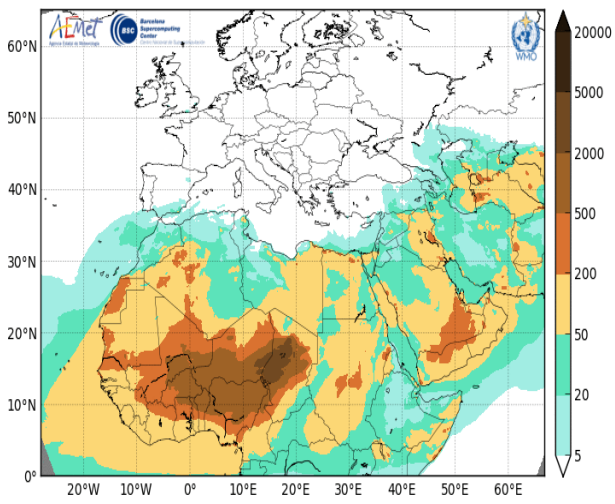 AEMet
Agencia Estatal de Meteorología
BSC
Barcelona
Supercomputing
Center
Centro Nacional de Supercomputación
WMO
60°N
50°N
40°N
30°N
20°N
10°N
0°
20°W
10°W
0°
10°E
20°E
30°E
40°E
50°E
60°E
20000
5000
2000
500
200
50
20
5